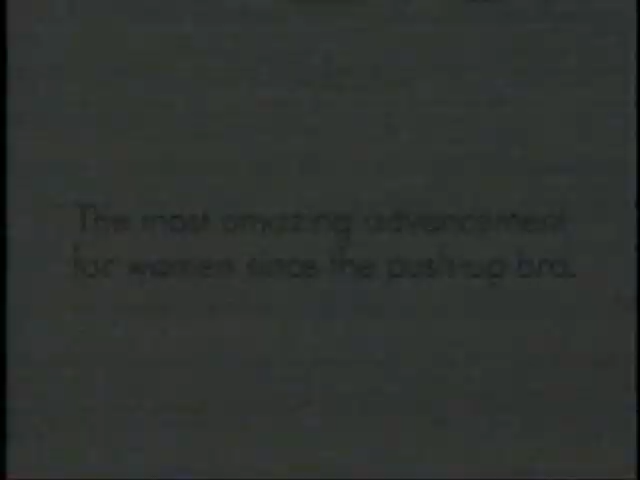 The most amazing advancement
for women since the push-up bra.